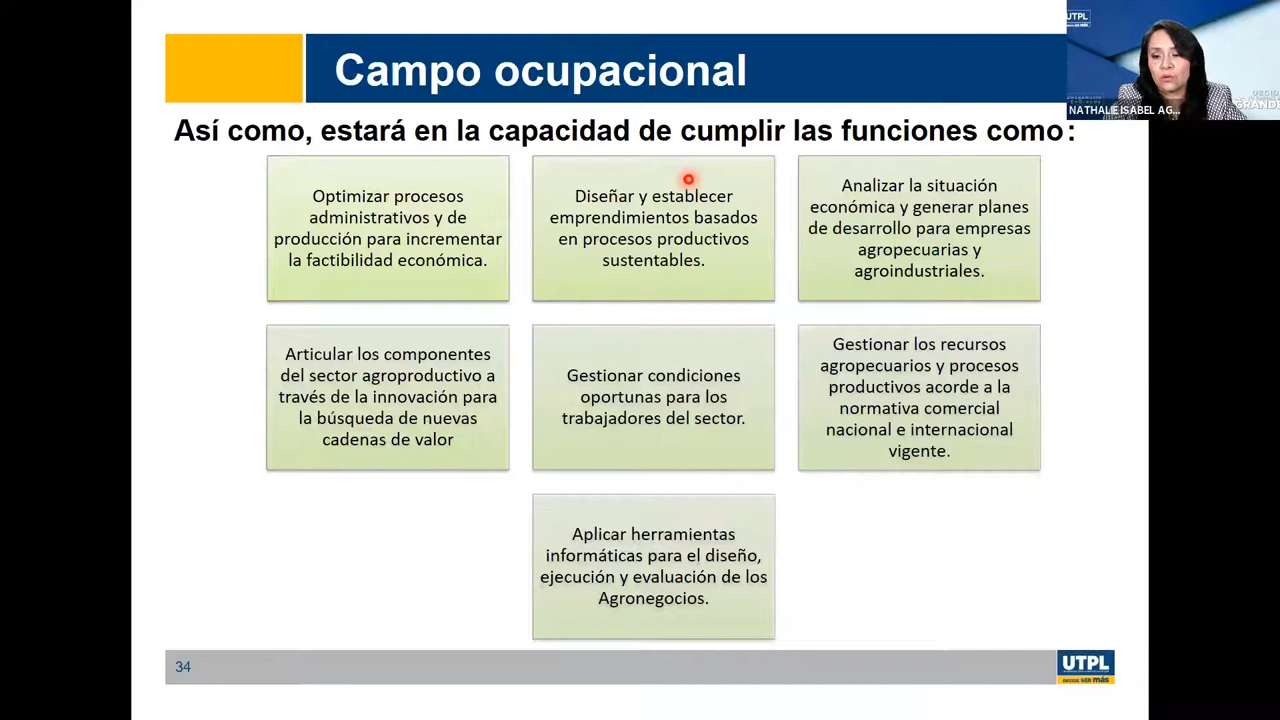 Campo ocupacional
UTPL
NATHALIE ISABEL AG...
GRANDE
Así como, estará en la capacidad de cumplir las funciones como:
Optimizar procesos
administrativos y de
producción para incrementar
la factibilidad económica.
Diseñar y establecer
emprendimientos basados
en procesos productivos
sustentables.
Analizar la situación
económica y generar planes
de desarrollo para empresas
agropecuarias y
agroindustriales.
Articular los componentes
del sector agroproductivo a
través de la innovación para
la búsqueda de nuevas
cadenas de valor
Gestionar condiciones
oportunas para los
trabajadores del sector.
Gestionar los recursos
agropecuarios y procesos
productivos acorde a la
normativa comercial
nacional e internacional
vigente.
Aplicar herramientas
informáticas para el diseño,
ejecución y evaluación de los
Agronegocios.
34
UTPL
DECIDE SER más